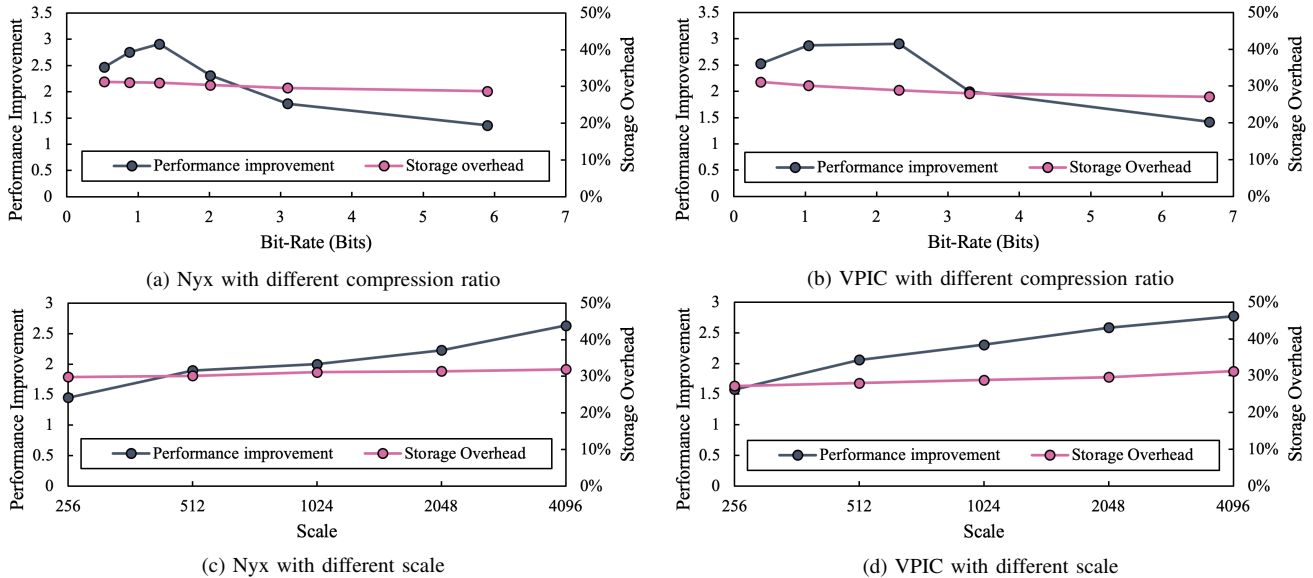 3.5
3
2.5
2
1.5
1
0.5
0
50%
40%
30%
20%
10%
0%
Performance Improvement
Storage Overhead
Performance improvement
Storage overhead
0 1 2 3 4 5 6 7
Bit-Rate (Bits)
(a) Nyx with different compression ratio
3.5
3
2.5
2
1.5
1
0.5
0
50%
40%
30%
20%
10%
0%
Performance Improvement
Storage Overhead
Performance improvement
Storage Overhead
0 1 2 3 4 5 6 7
Bit-Rate (Bits)
(b) VPIC with different compression ratio
3
2.5
2
1.5
1
0.5
0
50%
40%
30%
20%
10%
0%
Performance Improvement
Storage Overhead
Performance improvement
Storage Overhead
256 512 1024 2048 4096
Scale
(c) Nyx with different scale
3
2.5
2
1.5
1
0.5
0
50%
40%
30%
20%
10%
0%
Performance Improvement
Storage Overhead
Performance improvement
Storage Overhead
256 512 1024 2048 4096
Scale
(d) VPIC with different scale